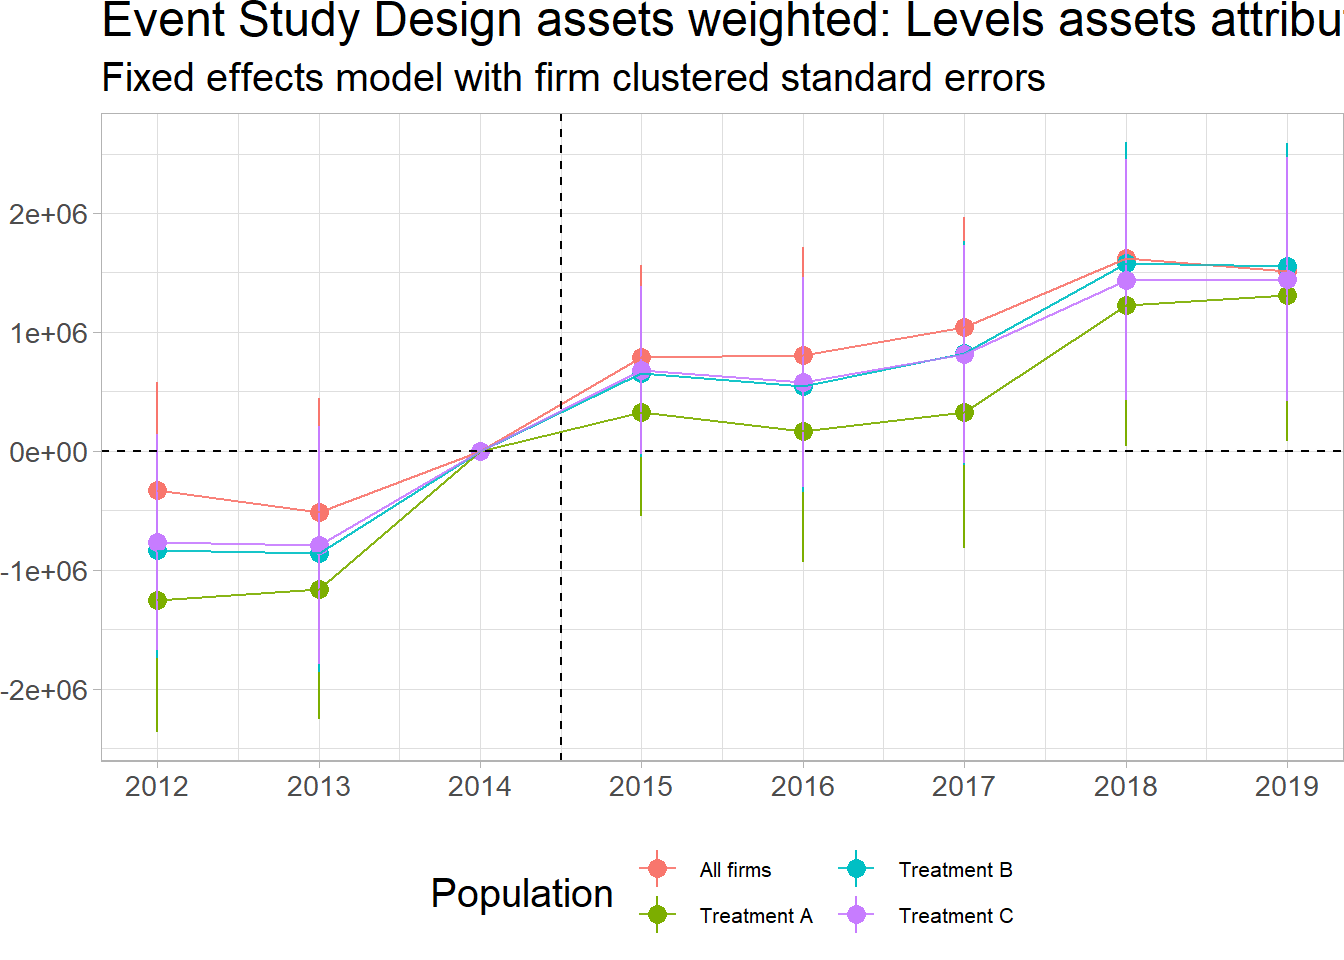 Event Study Design assets weighted: Levels assets attribu
Fixed effects model with firm clustered standard errors
2e+06
1e+06
0e+00
-1e+06
-2e+06
2012 2013 2014 2015 2016 2017 2018 2019
Population
All firms
Treatment A
Treatment B
Treatment C